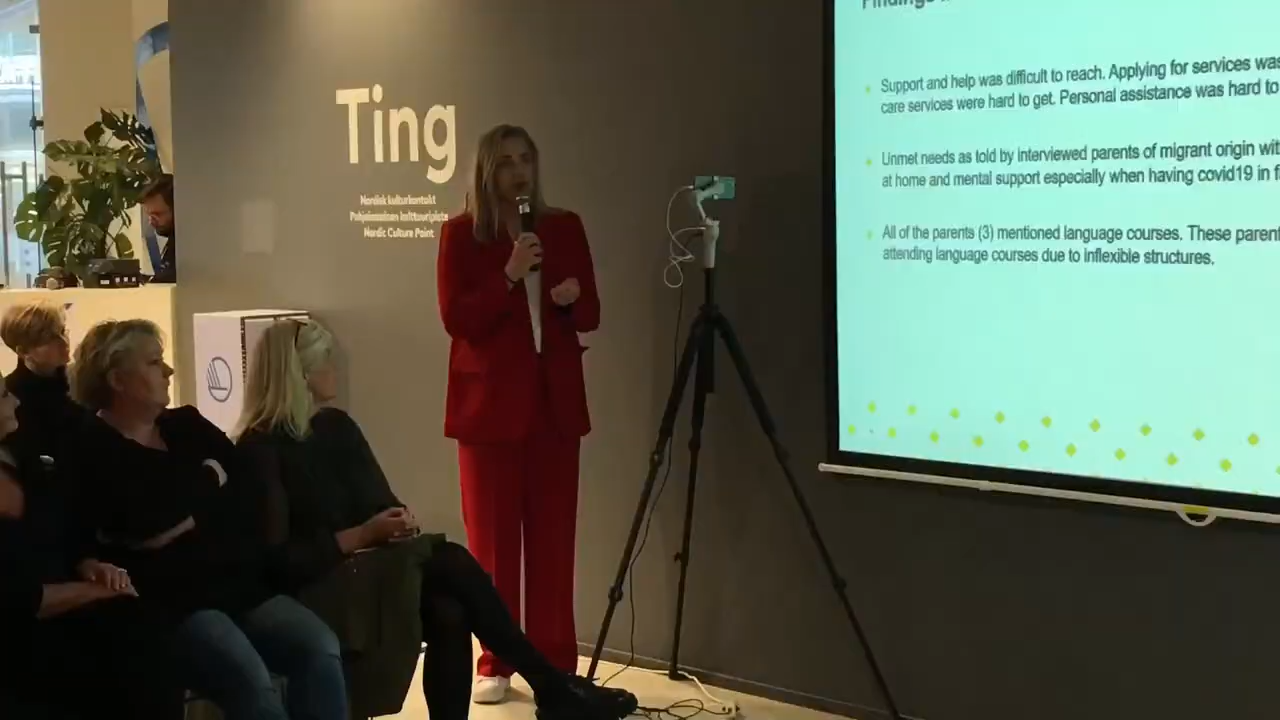 Ting
Nordisk kulturkontakt
Pohjoismainen kulttuuripiste
Nordic Culture Point
Findings
Support and help was difficult to reach. Applying for services was
care services were hard to get. Personal assistance was hard to
Unmet needs as told by interviewed parents of migrant origin
at home and mental support especially when having covid19 in
All of the parents (3) mentioned language courses. These
attending language courses due to inflexible structures.